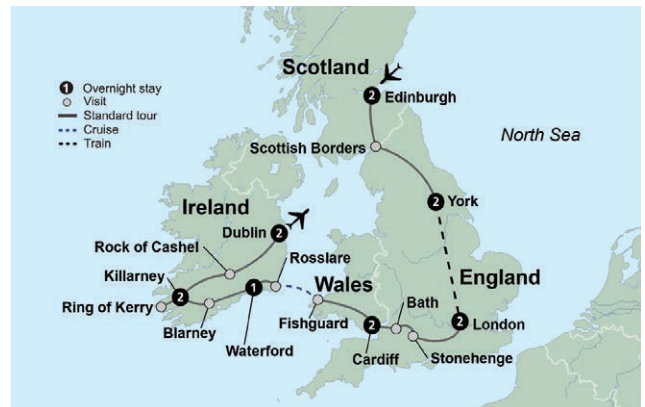 1 Overnight stay
Visit
Standard tour
Cruise
Train
Scotland
2 Edinburgh
North Sea
Scottish Borders
2 York
Ireland
Dublin 2
Rock of Cashel
Rosslare
Killarney
2
Wales
England
Ring of Kerry
1
Bath
Blarney
Fishguard
2
2 London
Waterford
Cardiff
Stonehenge